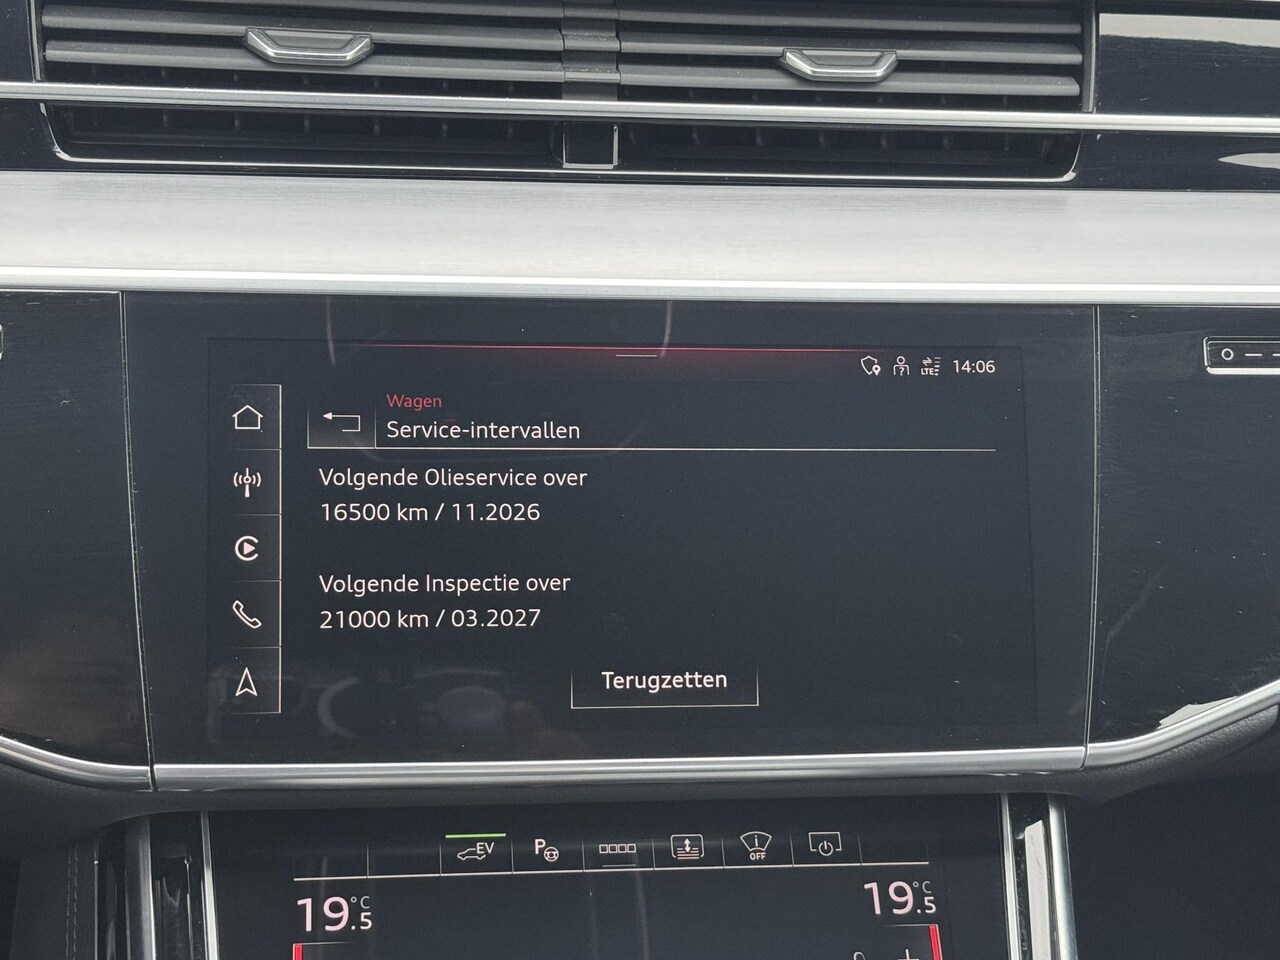 LTE 14:06
Wagen
Service-intervallen
Volgende Olieservice over
16500 km / 11.2026
Volgende Inspectie over
21000 km / 03.2027
Terugzetten
EV P OFF
19.5 °C 19.5 °C